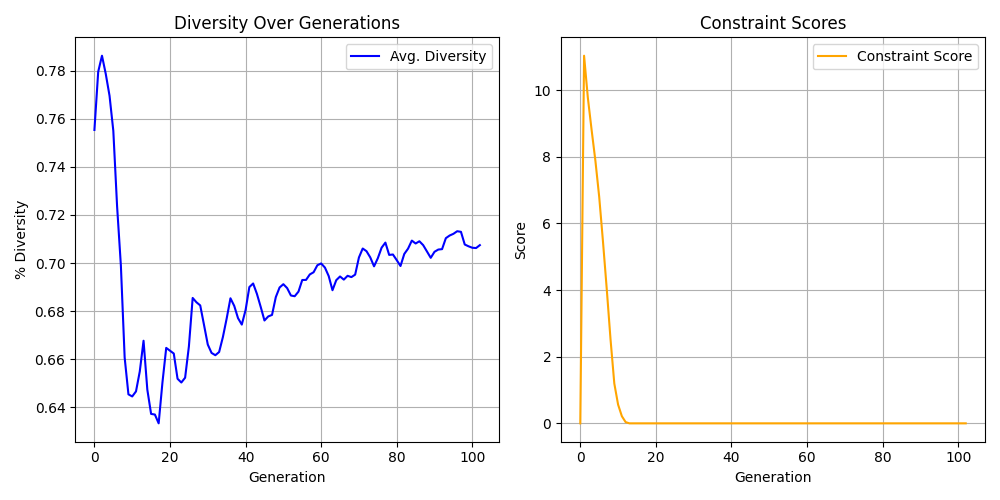 Diversity Over Generations
Avg. Diversity
% Diversity
0.78
0.76
0.74
0.72
0.70
0.68
0.66
0.64
0 20 40 60 80 100
Generation
Constraint Scores
Constraint Score
Score
10
8
6
4
2
0
0 20 40 60 80 100
Generation